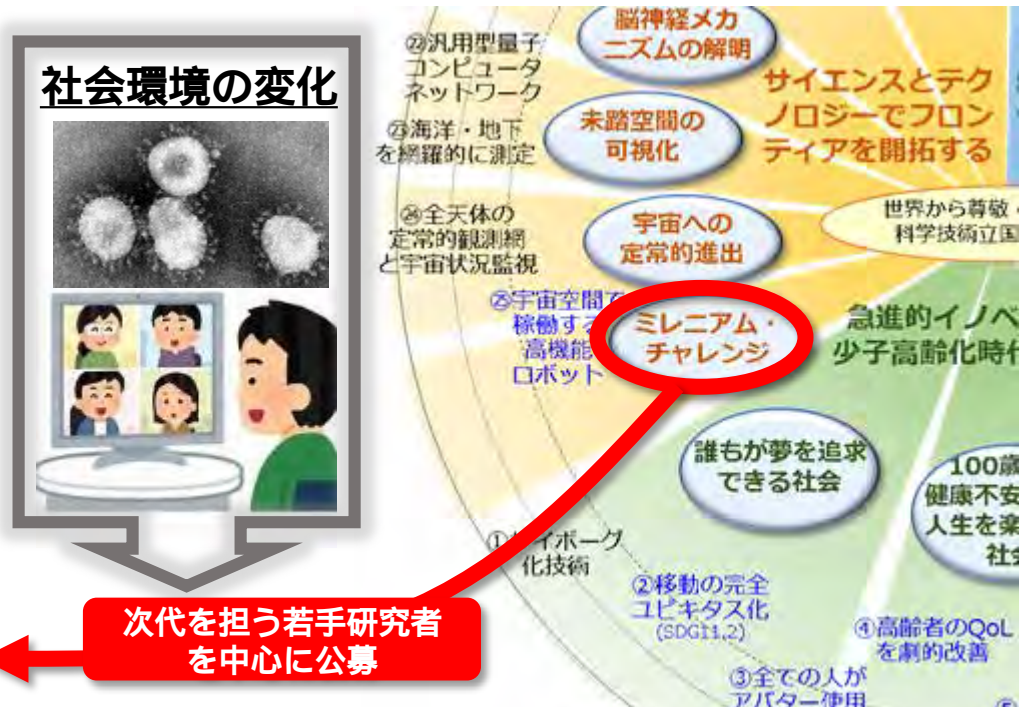 社会環境の変化
次代を担う若手研究者
を中心に公募
脳神経メカ
ニズムの解明
㉒汎用型量子
コンピュータ
ネットワーク
サイエンスとテク
ノロジーでフロン
ティアを開拓する
未踏空間の
可視化
㉓海洋・地下
を網羅的に測定
世界から尊敬・
科学技術立国
㉔全天体の
定常的観測網
と宇宙状況監視
宇宙への
定常的進出
㉕宇宙空間で
稼働する
高機能
ロボット
ミレニアム・
チャレンジ
急進的イノベ
少子高齢化時代
誰もが夢を追求
できる社会
100歳
健康不安
人生を楽
社会
①サイボーグ
化技術
②移動の完全
ユビキタス化
(SDG11.2)
④高齢者のQoL
を劇的改善
③全ての人が
アバター使用